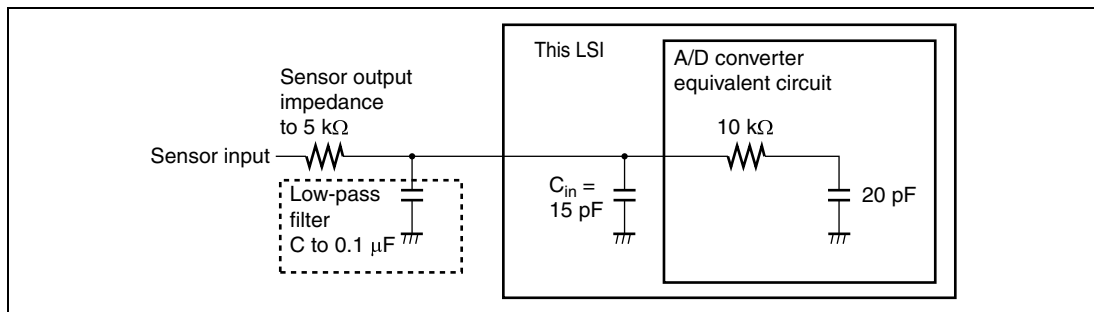 This LSI
A/D converter
equivalent circuit
Sensor output
impedance
to 5 kΩ
10 kΩ
Sensor input
Low-pass
filter
C to 0.1 μF
Cin =
15 pF
20 pF